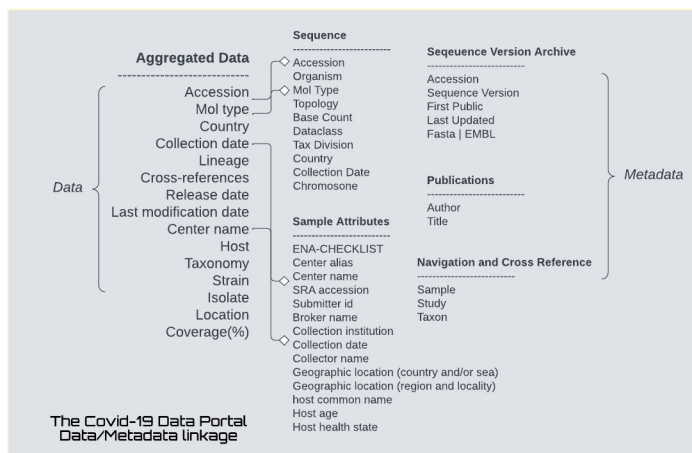 Aggregated Data
---------------------------
Data
Accession
Mol type
Country
Collection date
Lineage
Cross-references
Release date
Last modification date
Center name
Host
Taxonomy
Strain
Isolate
Location
Coverage(%)
Sequence
--------------------------
Accession
Organism
Mol Type
Topology
Base Count
Dataclass
Tax Division
Country
Collection Date
Chromosone
Sample Attributes
--------------------------
ENA-CHECKLIST
Center alias
Center name
SRA accession
Submitter id
Broker name
Collection institution
Collection date
Collector name
Geographic location (country and/or sea)
Geographic location (region and locality)
host common name
Host age
Host health state
Seqeuence Version Archive
--------------------------
Accession
Sequence Version
First Public
Last Updated
Fasta | EMBL
Publications
--------------------------
Author
Title
Navigation and Cross Reference
--------------------------
Sample
Study
Taxon
Metadata
The Covid-19 Data Portal
Data/Metadata linkage